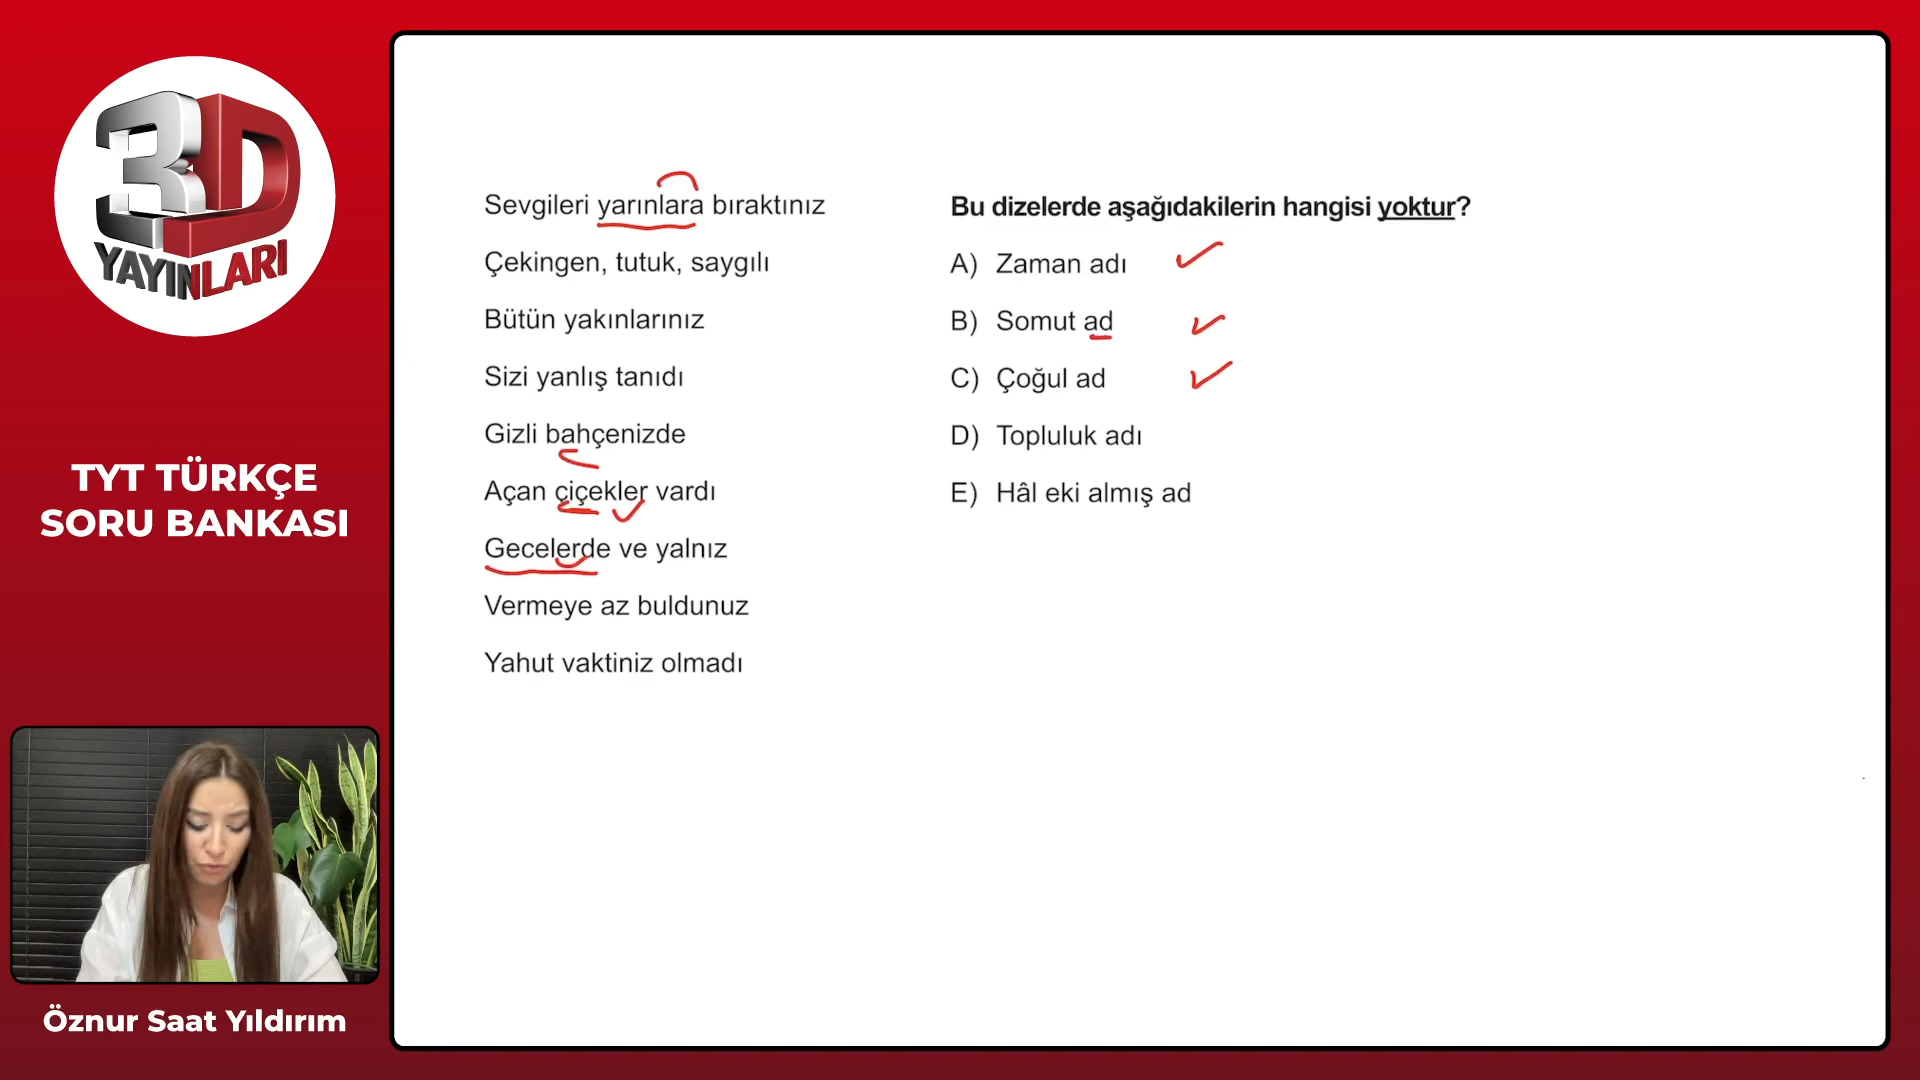 3D
YAYINLARI
TYT TÜRKÇE
SORU BANKASI
Öznur Saat Yıldırım
Sevgileri yarınlara bıraktınız
Çekingen, tutuk, saygılı
Bütün yakınlarınız
Sizi yanlış tanıdı
Gizli bahçenizde
Açan çiçekler vardı
Gecelerde ve yalnız
Vermeye az buldunuz
Yahut vaktiniz olmadı
Bu dizelerde aşağıdakilerin hangisi yoktur?
A) Zaman adı
B) Somut ad
C) Çoğul ad
D) Topluluk adı
E) Hâl eki almış ad